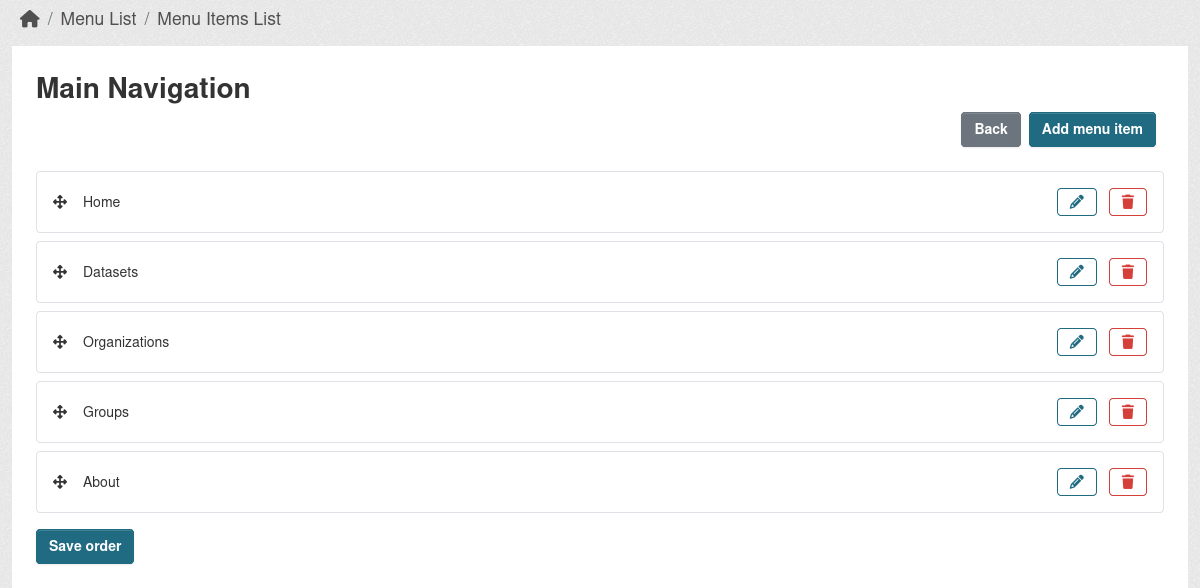 / Menu List / Menu Items List
Main Navigation
Back Add menu item
Home
Datasets
Organizations
Groups
About
Save order